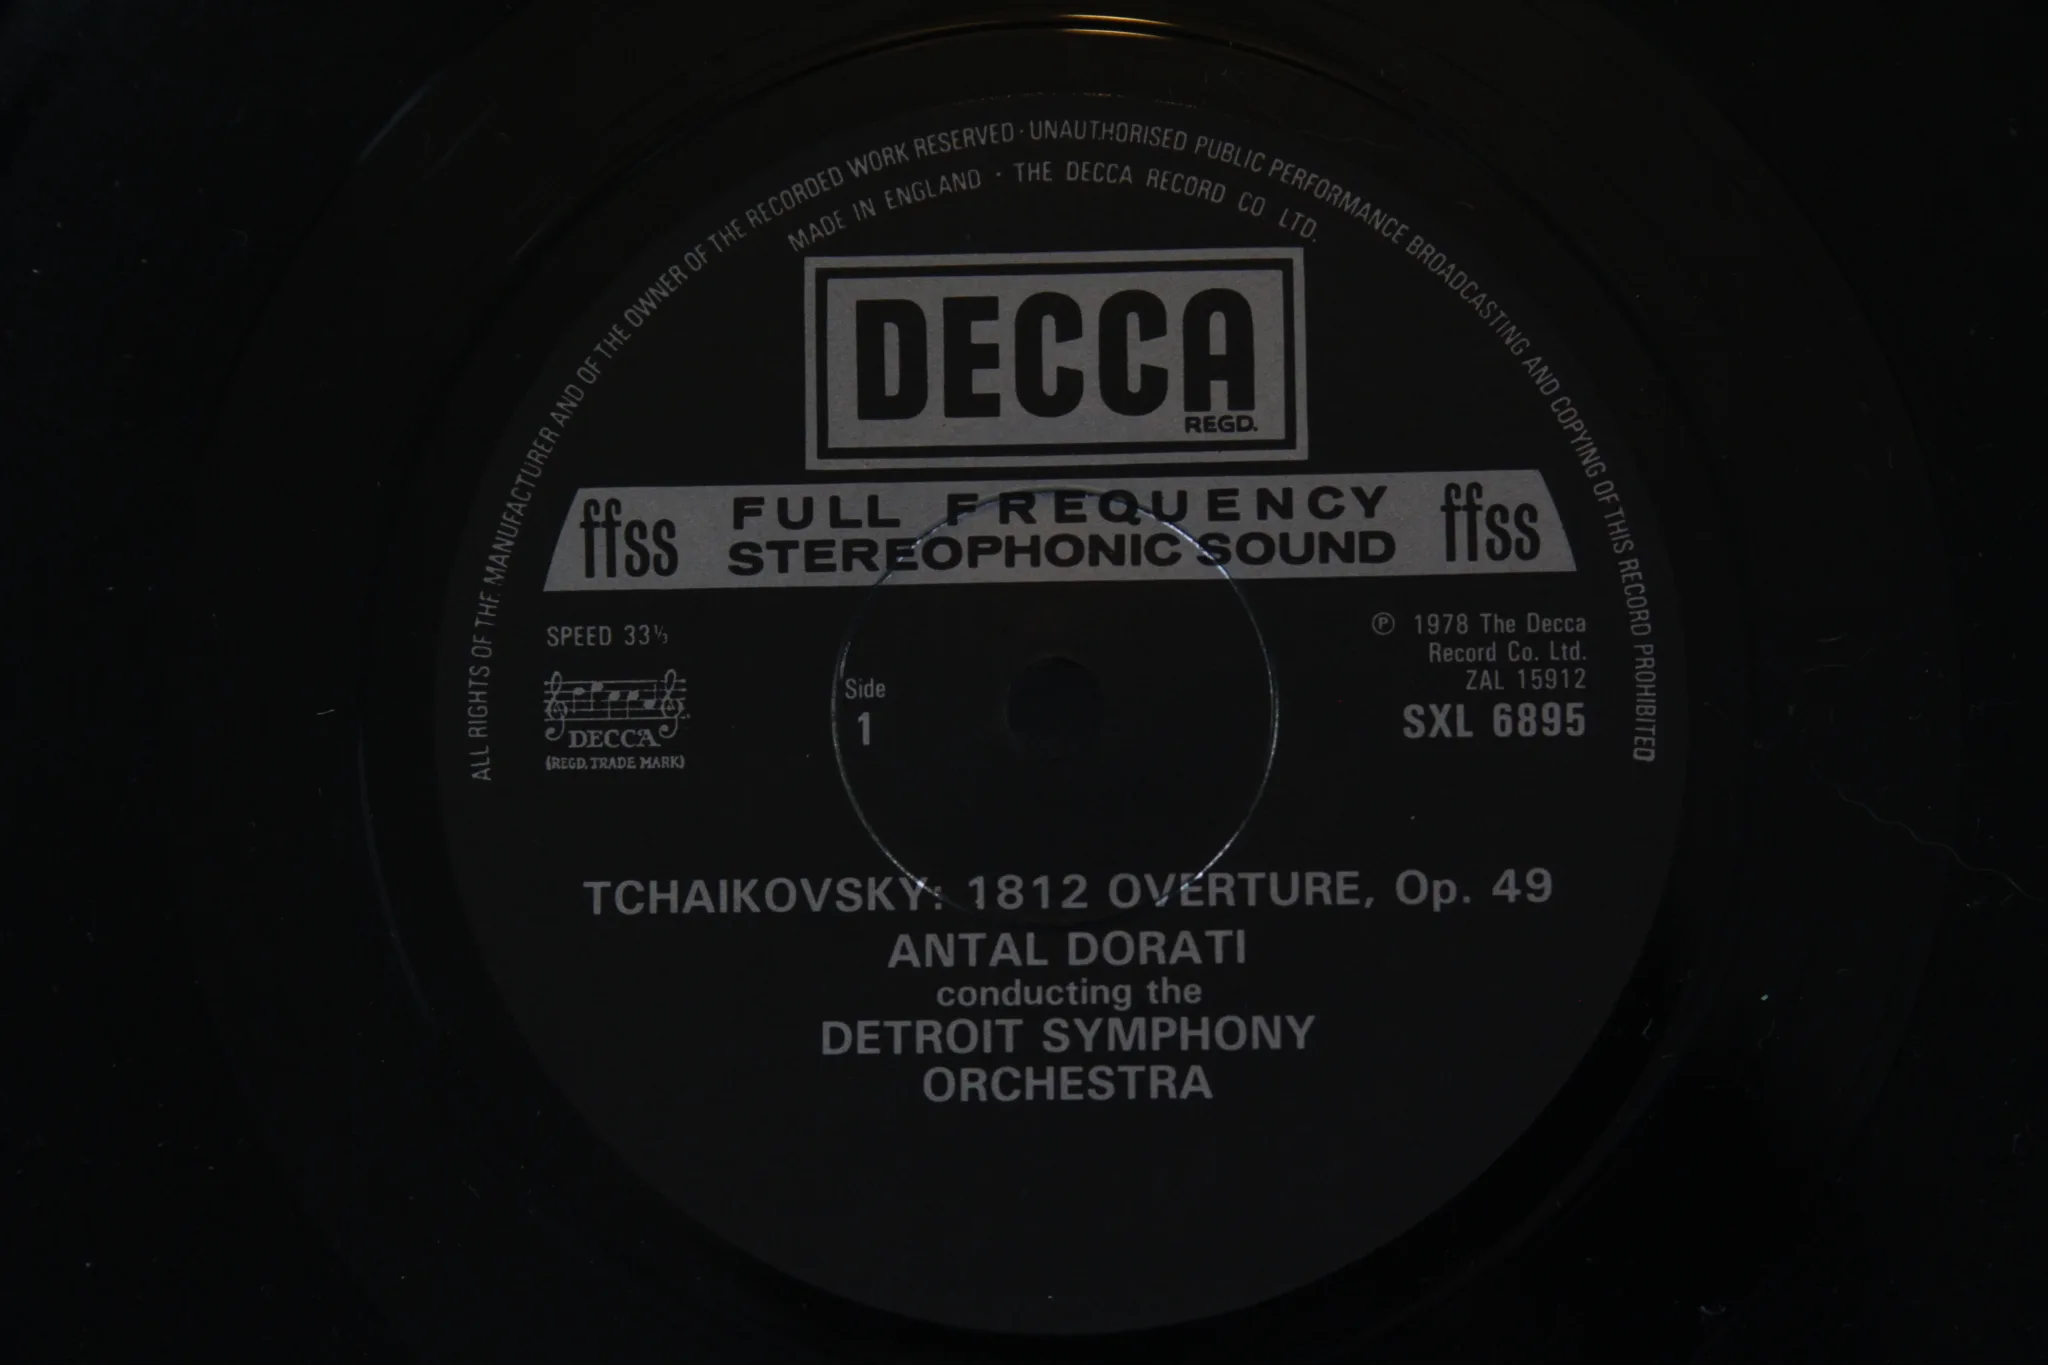 ALL RIGHTS OF THE MANUFACTURER AND OF THE OWNER OF THE RECORDED WORK RESERVED · UNAUTHORISED PUBLIC PERFORMANCE BROADCASTING AND COPYING OF THIS RECORD PROHIBITED
MADE IN ENGLAND · THE DECCA RECORD CO LTD.
DECCA
REGD.
ffss FULL FREQUENCY STEREOPHONIC SOUND ffss
SPEED 33⅓
DECCA
(REGD. TRADE MARK)
Side
1
℗ 1978 The Decca
Record Co. Ltd.
ZAL 15912
SXL 6895
TCHAIKOVSKY: 1812 OVERTURE, Op. 49
ANTAL DORATI
conducting the
DETROIT SYMPHONY
ORCHESTRA